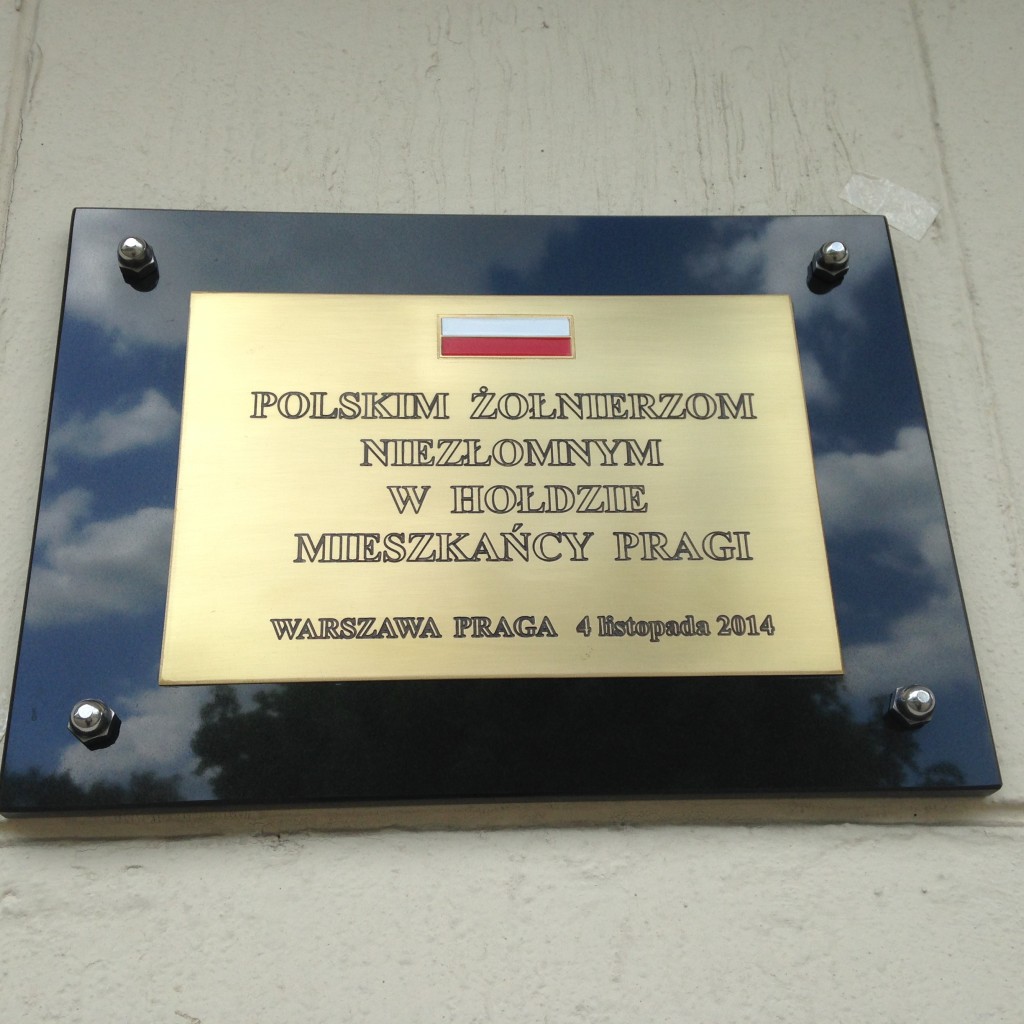 POLSKIM ŻOŁNIERZOM
NIEZŁOMNYM
W HOŁDZIE
MIESZKAŃCY PRAGI
WARSZAWA PRAGA 4 listopada 2014